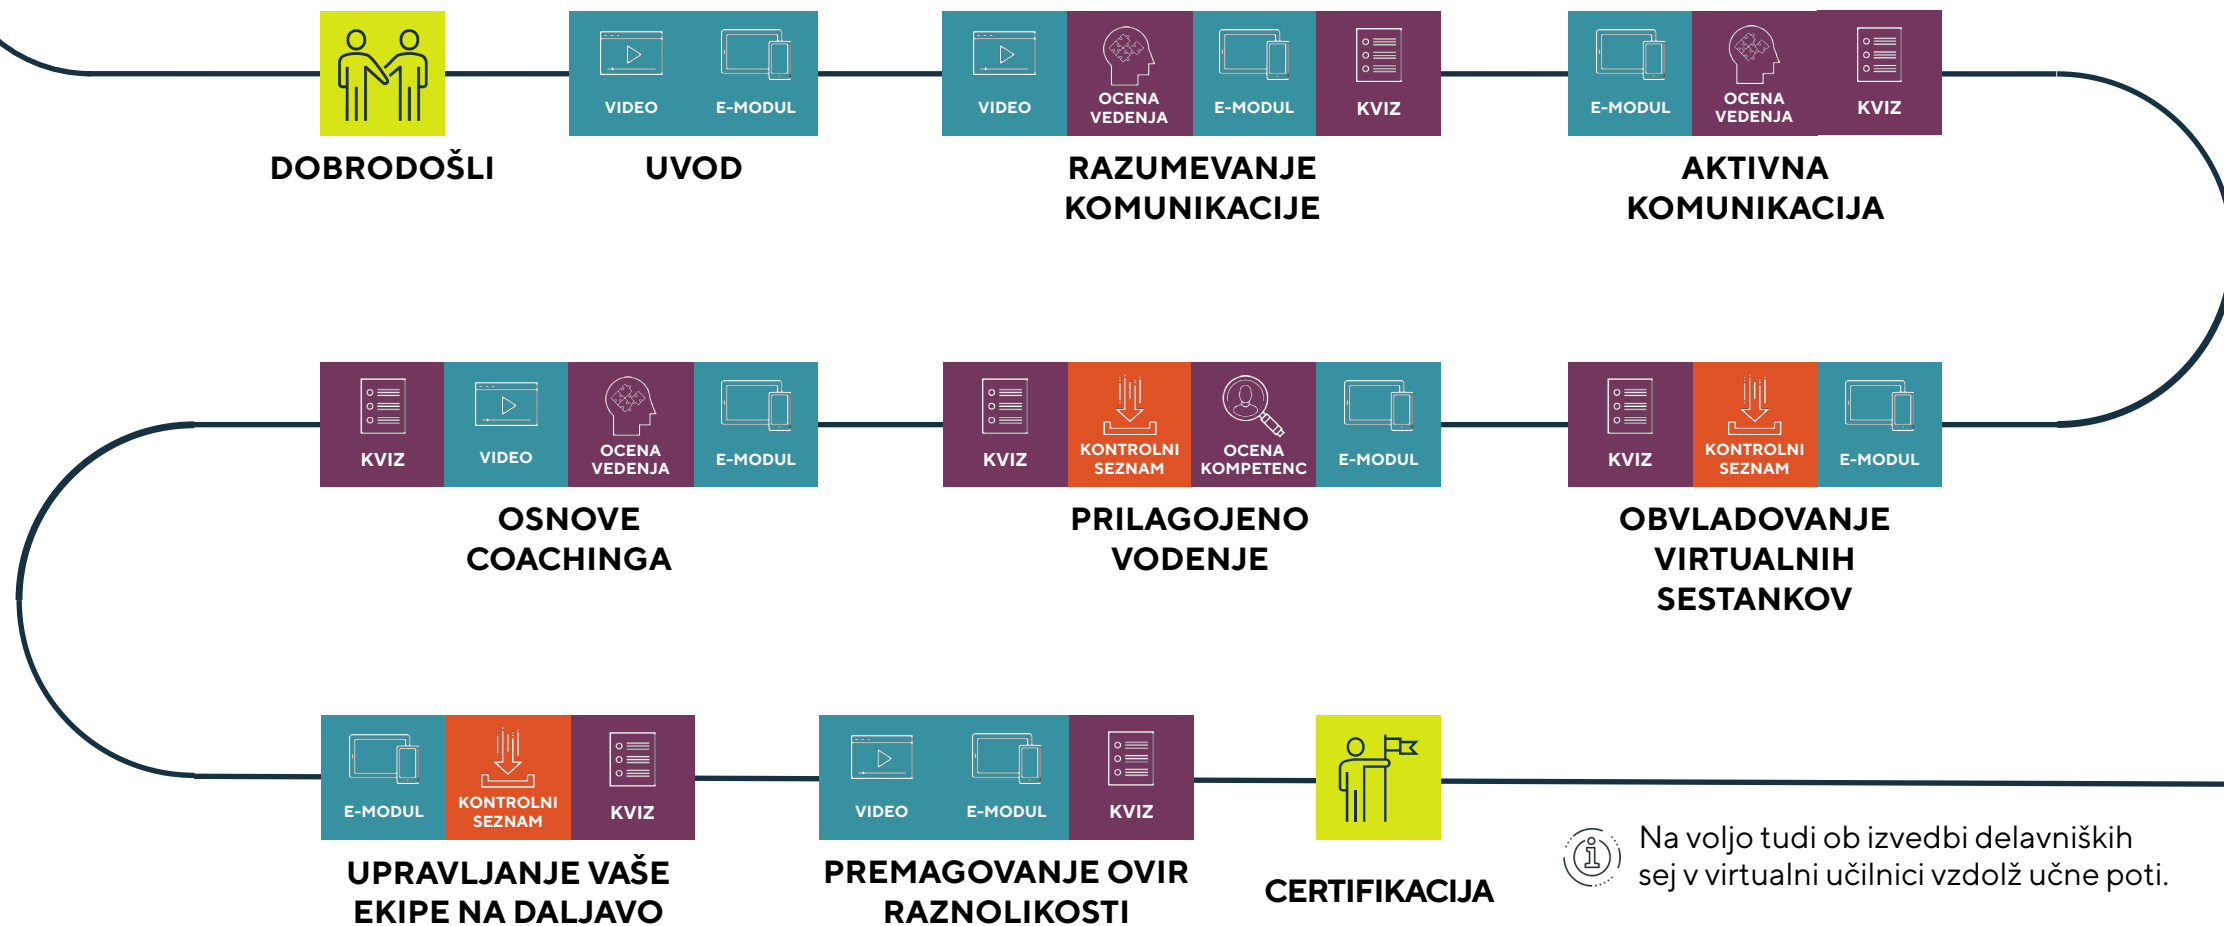 VIDEO
E-MODUL
VIDEO
OCENA
VEDENJA
E-MODUL
KVIZ
E-MODUL
OCENA
VEDENJA
KVIZ
DOBRODOŠLI
UVOD
RAZUMEVANJE
KOMUNIKACIJE
AKTIVNA
KOMUNIKACIJA
KVIZ
VIDEO
OCENA
VEDENJA
E-MODUL
KVIZ
KONTROLNI
SEZNAM
OCENA
KOMPETENC
E-MODUL
KVIZ
KONTROLNI
SEZNAM
E-MODUL
OSNOVE
COACHINGA
PRILAGOJENO
VODENJE
OBVLADOVANJE
VIRTUALNIH
SESTANKOV
E-MODUL
KONTROLNI
SEZNAM
KVIZ
VIDEO
E-MODUL
KVIZ
UPRAVLJANJE VAŠE
EKIPE NA DALJAVO
PREMAGOVANJE OVIR
RAZNOLIKOSTI
CERTIFIKACIJA
Na voljo tudi ob izvedbi delavniških
sej v virtualni učilnici vzdolž učne poti.